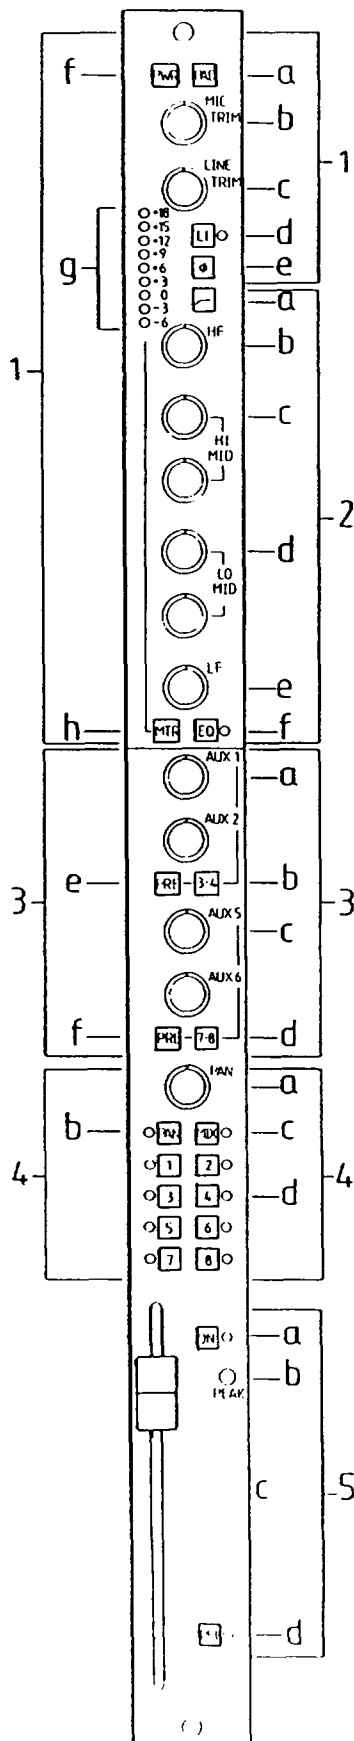 f PWR PAD a
MIC TRIM b
1
LINE TRIM c
+18
+15
+12 LI d
+9
g +6 ø e
+3
0 a
-3
-6
HF b
1
c
HI MID
2
d
LO MID
LF e
h MTR EQ f
AUX 1 a
AUX 2
e PRE 3-4 b
3 3
AUX 5 c
AUX 6
f PRE 7-8 d
PAN a
b PAN MIX c
1 2
4 4
3 4 d
5 6
7 8
ON a
b
PEAK
c 5
d